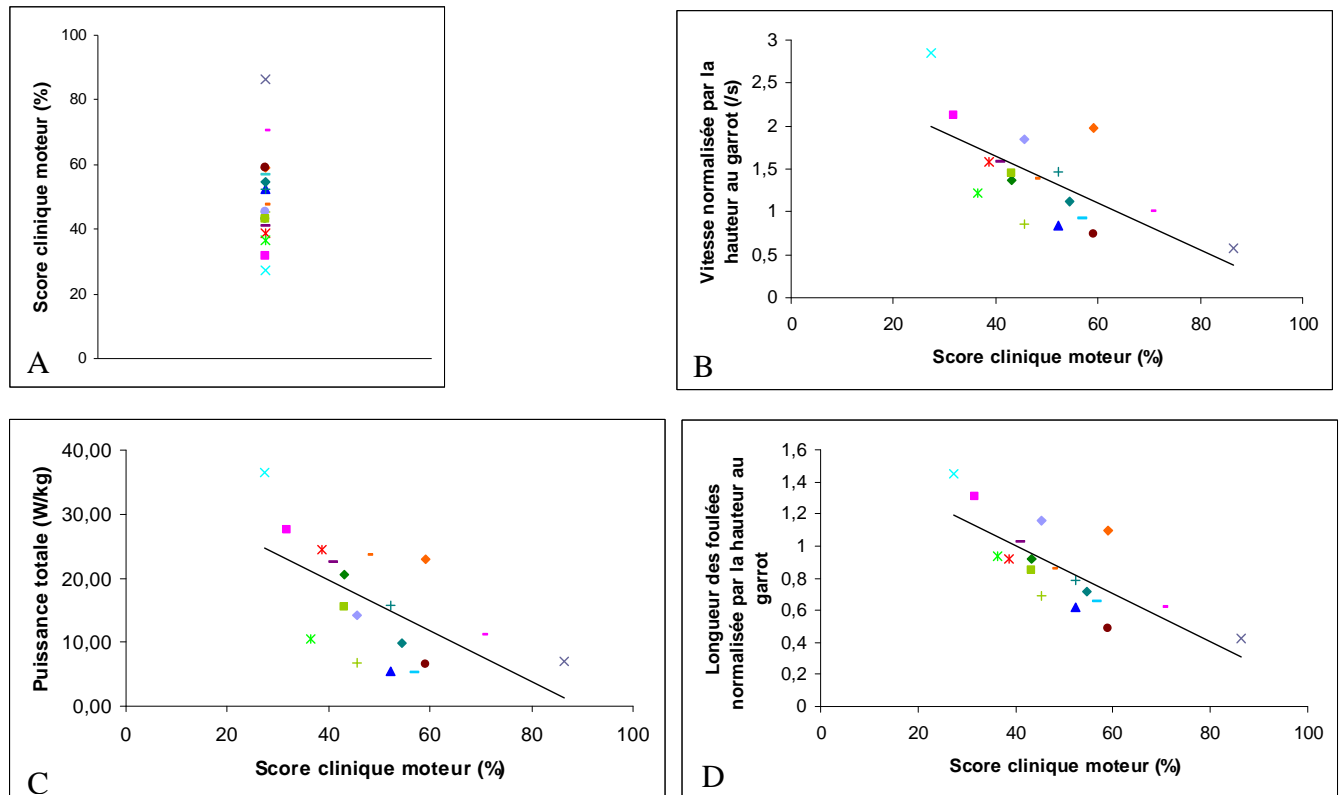 100
80
60
40
20
0
Score clinique moteur (%)
A
3
2,5
2
1,5
1
0,5
0
0 20 40 60 80 100
Vitesse normalisée par la
hauteur au garrot (/s)
Score clinique moteur (%)
B
40,00
30,00
20,00
10,00
0,00
0 20 40 60 80 100
Puissance totale (W/kg)
Score clinique moteur (%)
C
1,6
1,4
1,2
1
0,8
0,6
0,4
0,2
0
0 20 40 60 80 100
Longueur des foulées
normalisée par la hauteur au
garrot
Score clinique moteur (%)
D